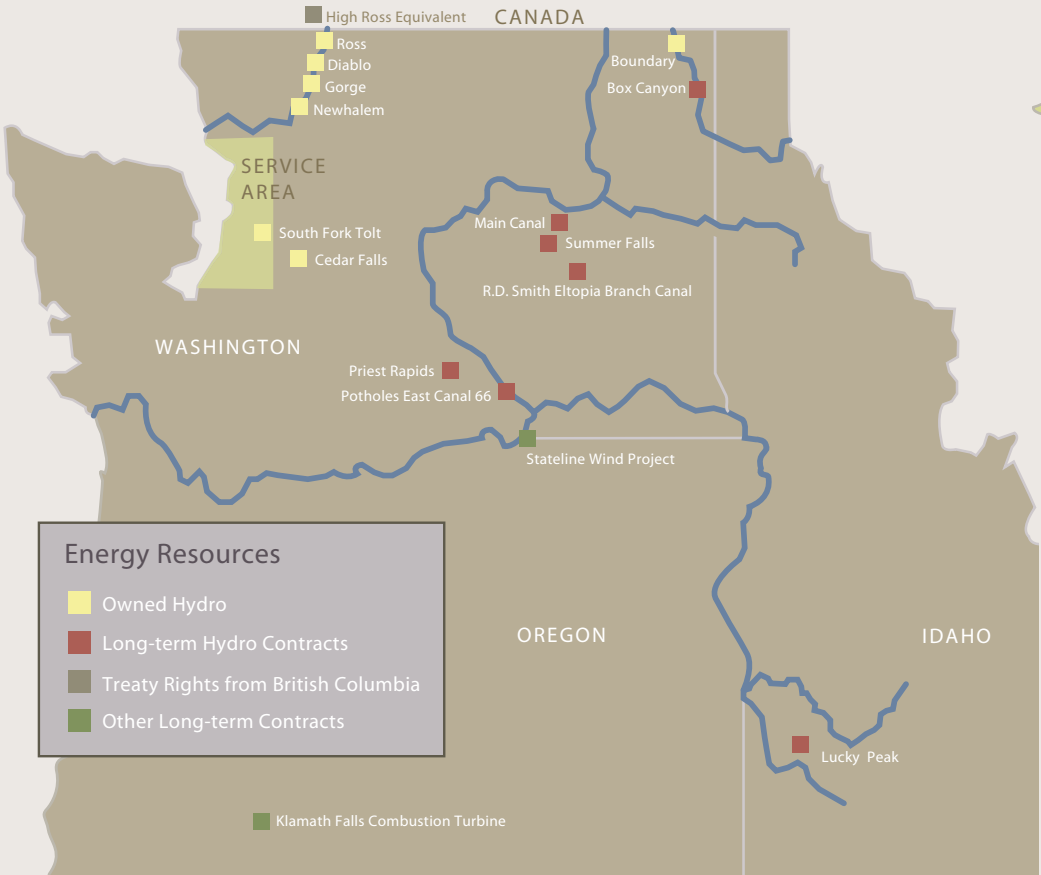 High Ross Equivalent
CANADA
Ross
Diablo
Gorge
Newhalem
Boundary
Box Canyon
SERVICE
AREA
South Fork Tolt
Cedar Falls
Main Canal
Summer Falls
R.D. Smith Eltopia Branch Canal
WASHINGTON
Priest Rapids
Potholes East Canal 66
Stateline Wind Project
Energy Resources
Owned Hydro
Long-term Hydro Contracts
Treaty Rights from British Columbia
Other Long-term Contracts
OREGON
IDAHO
Lucky Peak
Klamath Falls Combustion Turbine